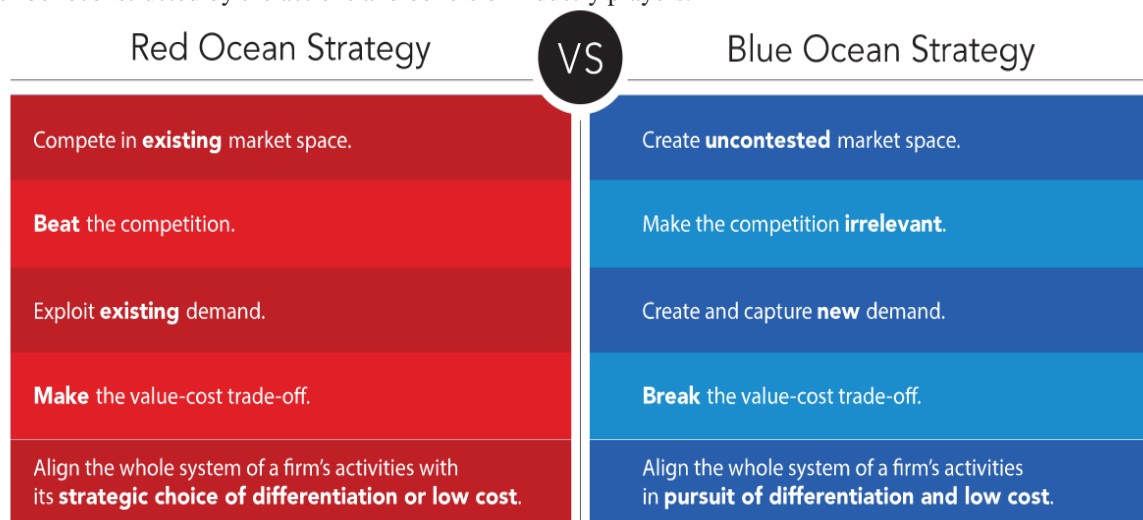 Red Ocean Strategy
VS
Blue Ocean Strategy
Compete in existing market space.
Create uncontested market space.
Beat the competition.
Make the competition irrelevant.
Exploit existing demand.
Create and capture new demand.
Make the value-cost trade-off.
Break the value-cost trade-off.
Align the whole system of a firm's activities with
its strategic choice of differentiation or low cost.
Align the whole system of a firm's activities
in pursuit of differentiation and low cost.